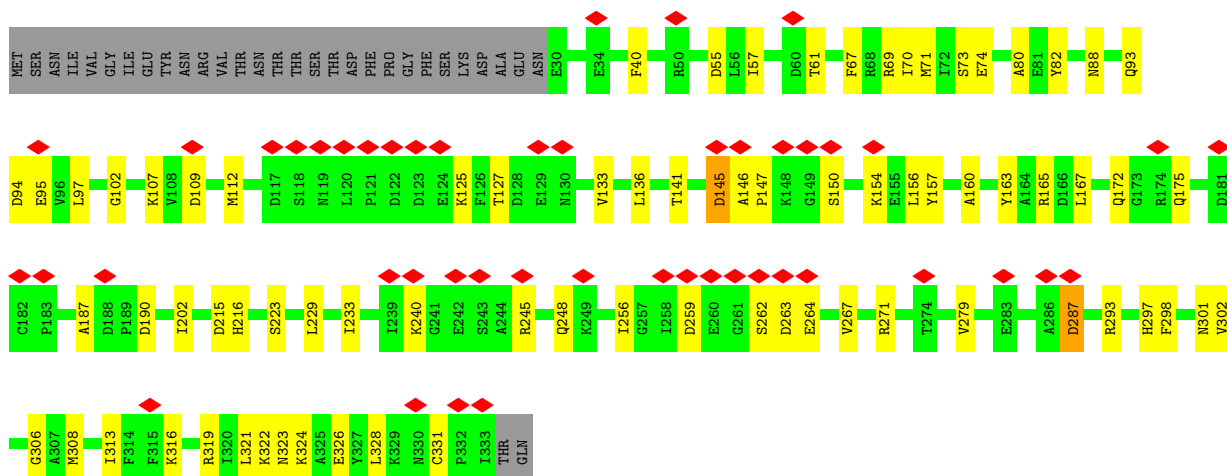 MET SER ASN ILE VAL GLY ILE GLU TYR ASN ARG VAL THR ASN THR THR SER THR ASP PHE PRO GLY PHE SER LYS ASP ALA GLU ASN E30 E34 F40 R50 D55 L56 I57 D60 T61 F67 R68 R69 I70 M71 I72 S73 E74 A80 E81 Y82 N88 Q93
D94 E95 V96 L97 G102 K107 V108 D109 M112 D117 S118 N119 L120 P121 D122 D123 E124 K125 F126 T127 D128 E129 N130 V133 L136 T141 D145 A146 P147 K148 G149 S150 K154 E155 L156 Y157 A160 Y163 A164 R165 D166 L167 Q172 G173 R174 Q175 D181
C182 P183 A187 D188 P189 D190 I202 D215 H216 S223 L229 I233 I239 K240 G241 E242 S243 A244 R245 Q248 K249 I256 G257 I258 D259 E260 G261 S262 D263 E264 V267 R271 T274 V279 E283 A286 D287 R293 H297 F298 N301 V302
G306 A307 M308 I313 F314 F315 K316 R319 I320 L321 K322 N323 K324 A325 E326 Y327 L328 K329 N330 C331 P332 I333 THR GLN